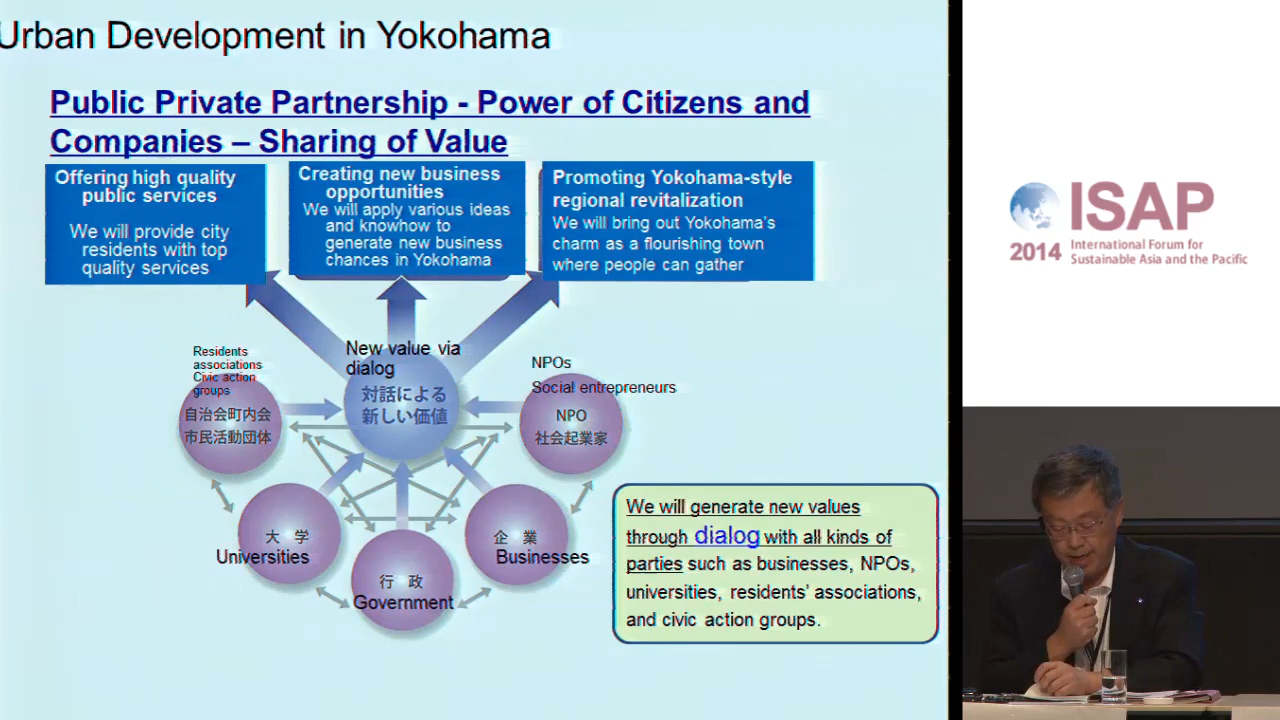 Urban Development in Yokohama
Public Private Partnership - Power of Citizens and
Companies – Sharing of Value
Offering high quality
public services
We will provide city
residents with top
quality services
Creating new business
opportunities
We will apply various ideas
and knowhow to
generate new business
chances in Yokohama
Promoting Yokohama-style
regional revitalization
We will bring out Yokohama's
charm as a flourishing town
where people can gather
Residents
associations
Civic action
groups
自治会町内会
市民活動団体
New value via
dialog
対話による
新しい価値
NPOs
Social entrepreneurs
NPO
社会起業家
大 学
Universities
行 政
Government
企 業
Businesses
We will generate new values
through dialog with all kinds of
parties such as businesses, NPOs,
universities, residents' associations,
and civic action groups.
ISAP
2014
International Forum for
Sustainable Asia and the Pacific